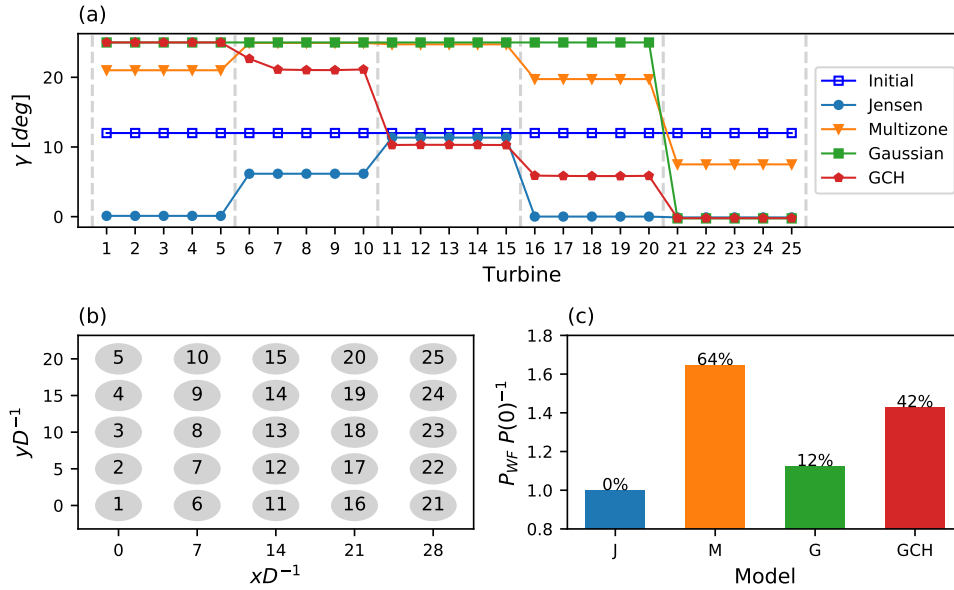 (a)
γ [deg]
20
10
0
1 2 3 4 5 6 7 8 9 10 11 12 13 14 15 16 17 18 19 20 21 22 23 24 25
Turbine
Initial
Jensen
Multizone
Gaussian
GCH
(b)
yD⁻¹
20
15
10
5
0
5 10 15 20 25
4 9 14 19 24
3 8 13 18 23
2 7 12 17 22
1 6 11 16 21
0 7 14 21 28
xD⁻¹
(c)
P_WF P(0)⁻¹
1.8
1.6
1.4
1.2
1.0
0.8
0%
64%
12%
42%
J M G GCH
Model